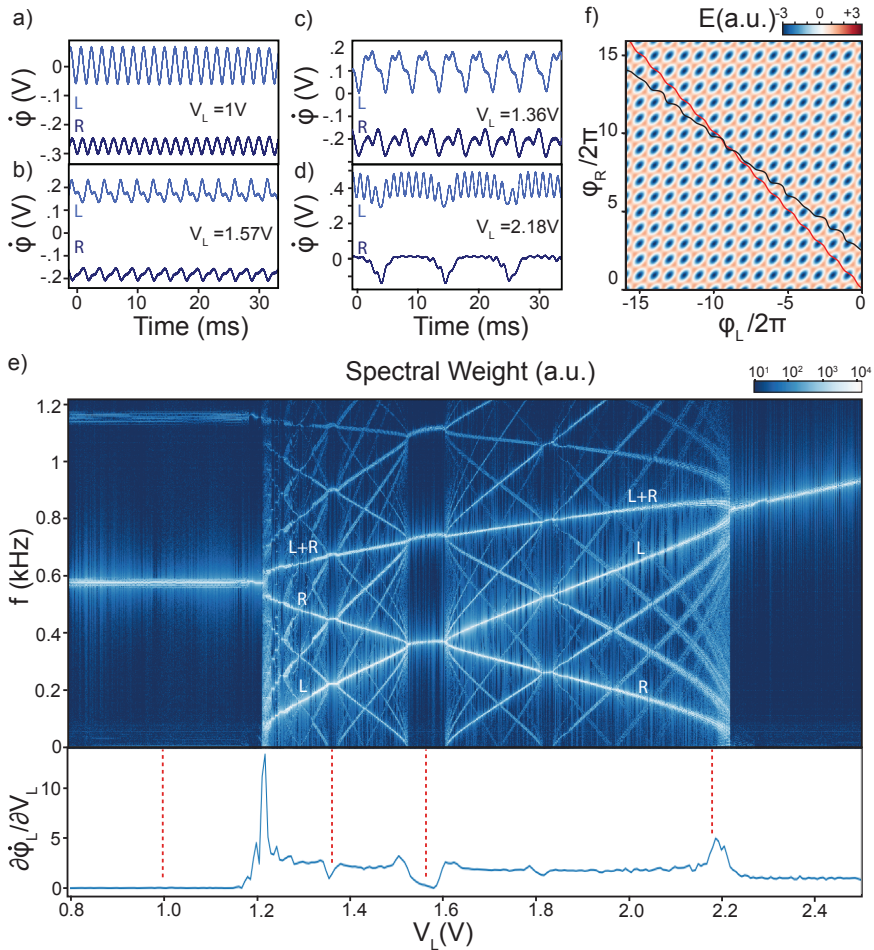 a)
φ̇ (V)
0
-.1
-.2
-.3
L
R
V_L =1V
b)
φ̇ (V)
.2
.1
0
-.1
-.2
L
R
V_L =1.57V
0
10
20
30
Time (ms)
c)
φ̇ (V)
.2
.1
0
-.1
-.2
L
R
V_L =1.36V
d)
φ̇ (V)
.4
.2
0
L
R
V_L =2.18V
0
10
20
30
Time (ms)
f)
E(a.u.)
-3
0
+3
φ_R/2π
15
10
5
0
-15
-10
-5
0
φ_L/2π
e)
Spectral Weight (a.u.)
10¹
10²
10³
10⁴
f (kHz)
1.2
1
0.8
0.6
0.4
0.2
0
L+R
R
L
L+R
L
R
∂φ̇_L/∂V_L
10
5
0
0.8
1.0
1.2
1.4
1.6
1.8
2.0
2.2
2.4
V_L(V)